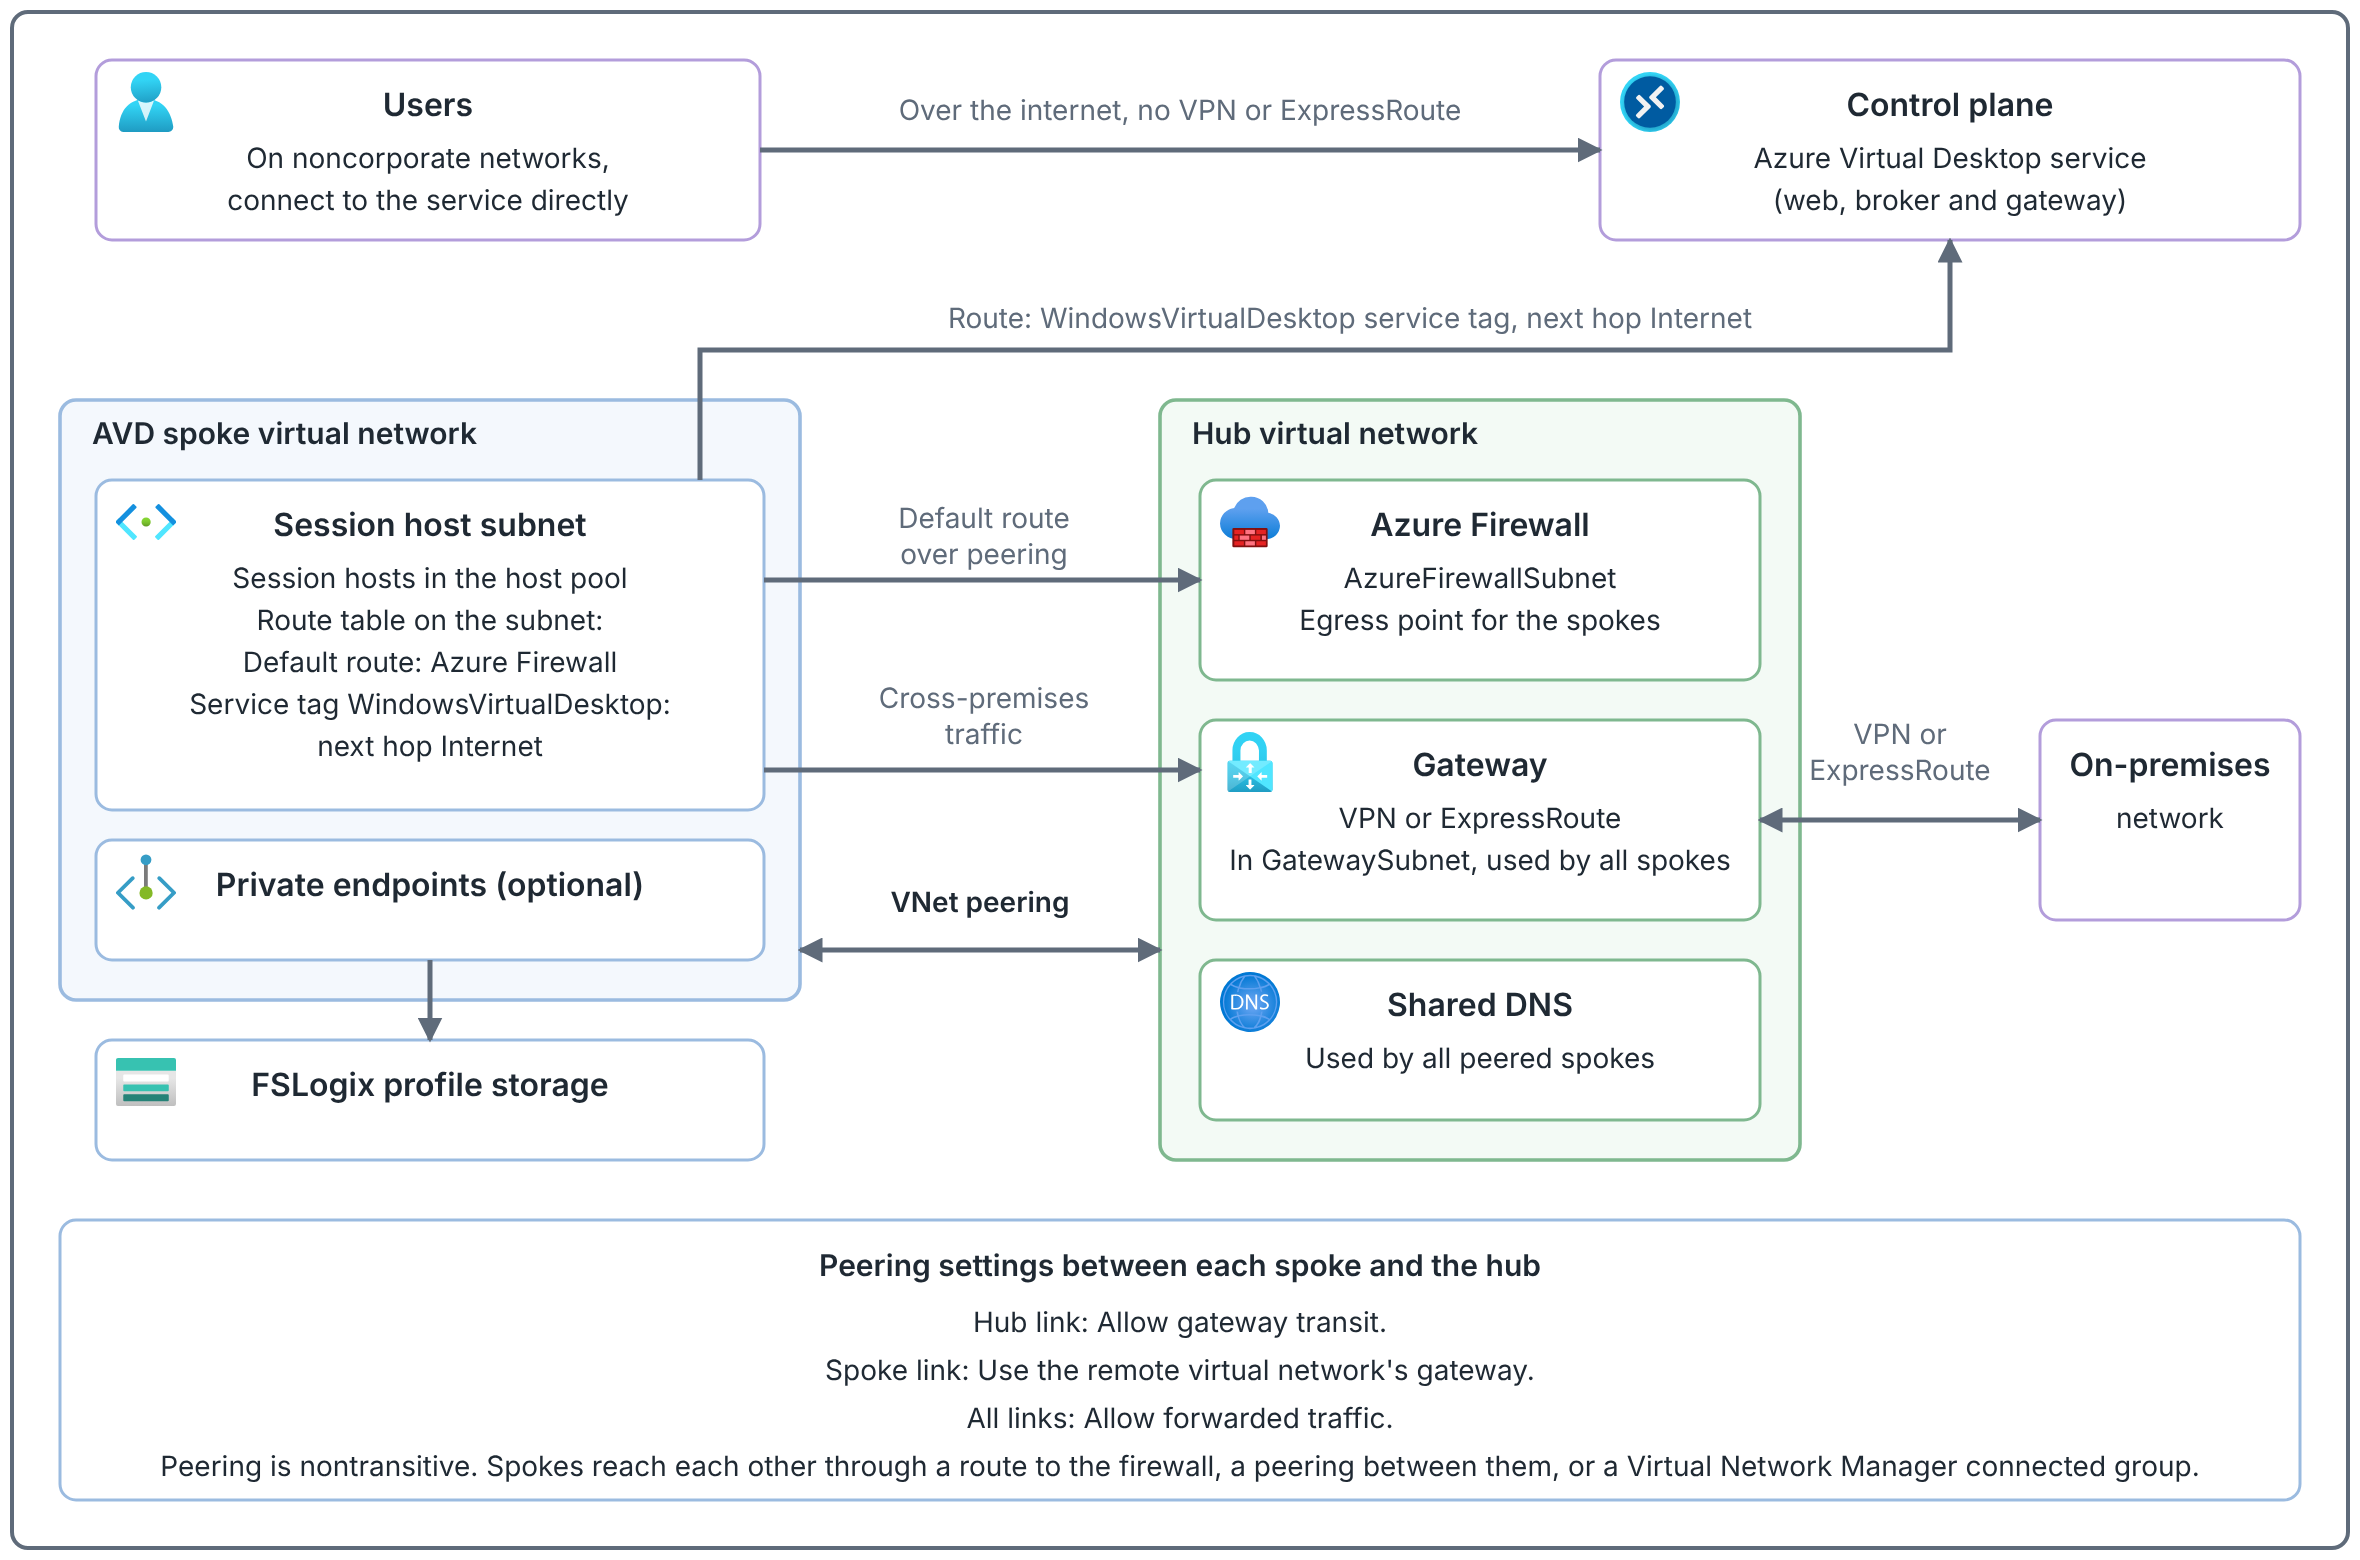 Users
On noncorporate networks,
connect to the service directly
Over the internet, no VPN or ExpressRoute
Control plane
Azure Virtual Desktop service
(web, broker and gateway)
Route: WindowsVirtualDesktop service tag, next hop Internet
AVD spoke virtual network
Session host subnet
Session hosts in the host pool
Route table on the subnet:
Default route: Azure Firewall
Service tag WindowsVirtualDesktop:
next hop Internet
Private endpoints (optional)
FSLogix profile storage
Default route
over peering
Cross-premises
traffic
VNet peering
Hub virtual network
Azure Firewall
AzureFirewallSubnet
Egress point for the spokes
Gateway
VPN or ExpressRoute
In GatewaySubnet, used by all spokes
DNS
Shared DNS
Used by all peered spokes
VPN or
ExpressRoute
On-premises
network
Peering settings between each spoke and the hub
Hub link: Allow gateway transit.
Spoke link: Use the remote virtual network's gateway.
All links: Allow forwarded traffic.
Peering is nontransitive. Spokes reach each other through a route to the firewall, a peering between them, or a Virtual Network Manager connected group.